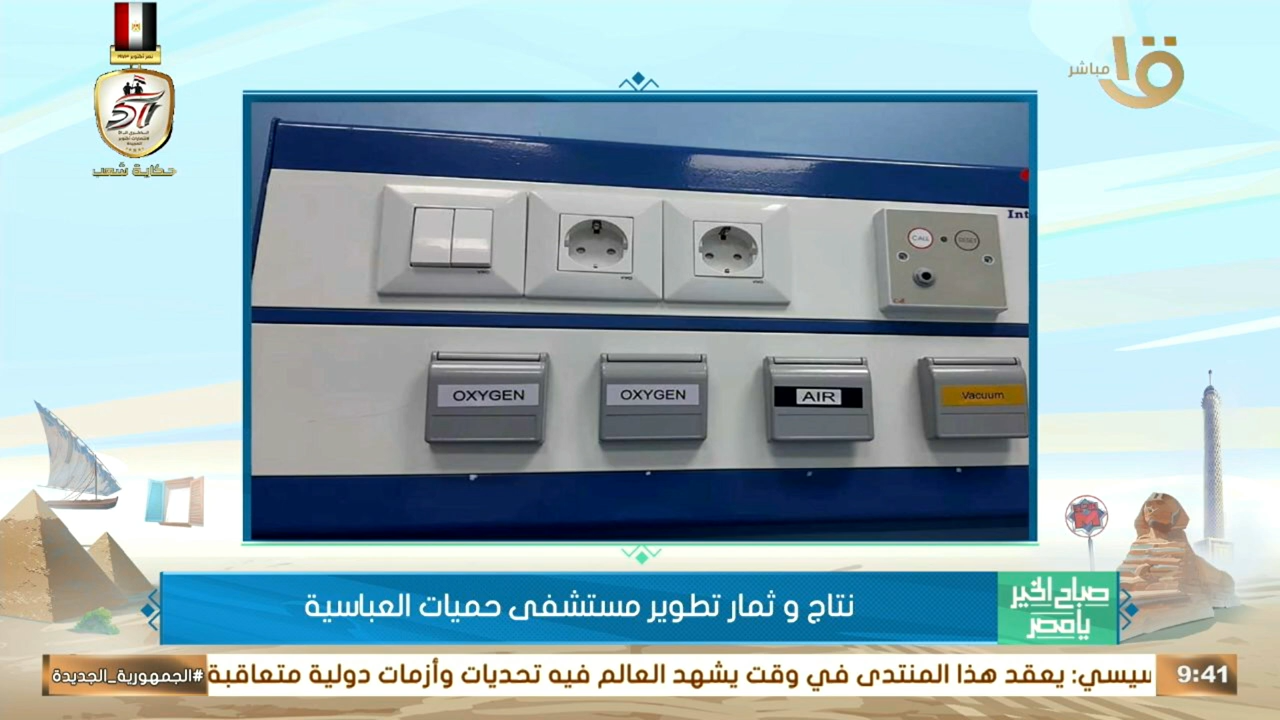 مباشر
حكاية شعب
Int
CALL
RESET
OXYGEN
OXYGEN
AIR
Vacuum
نتاج و ثمار تطوير مستشفى حميات العباسية
صباح الخير
يا مصر
9:41
سيسي: يعقد هذا المنتدى في وقت يشهد العالم فيه تحديات وأزمات دولية متعاقبة
#الجمهورية_الجديدة